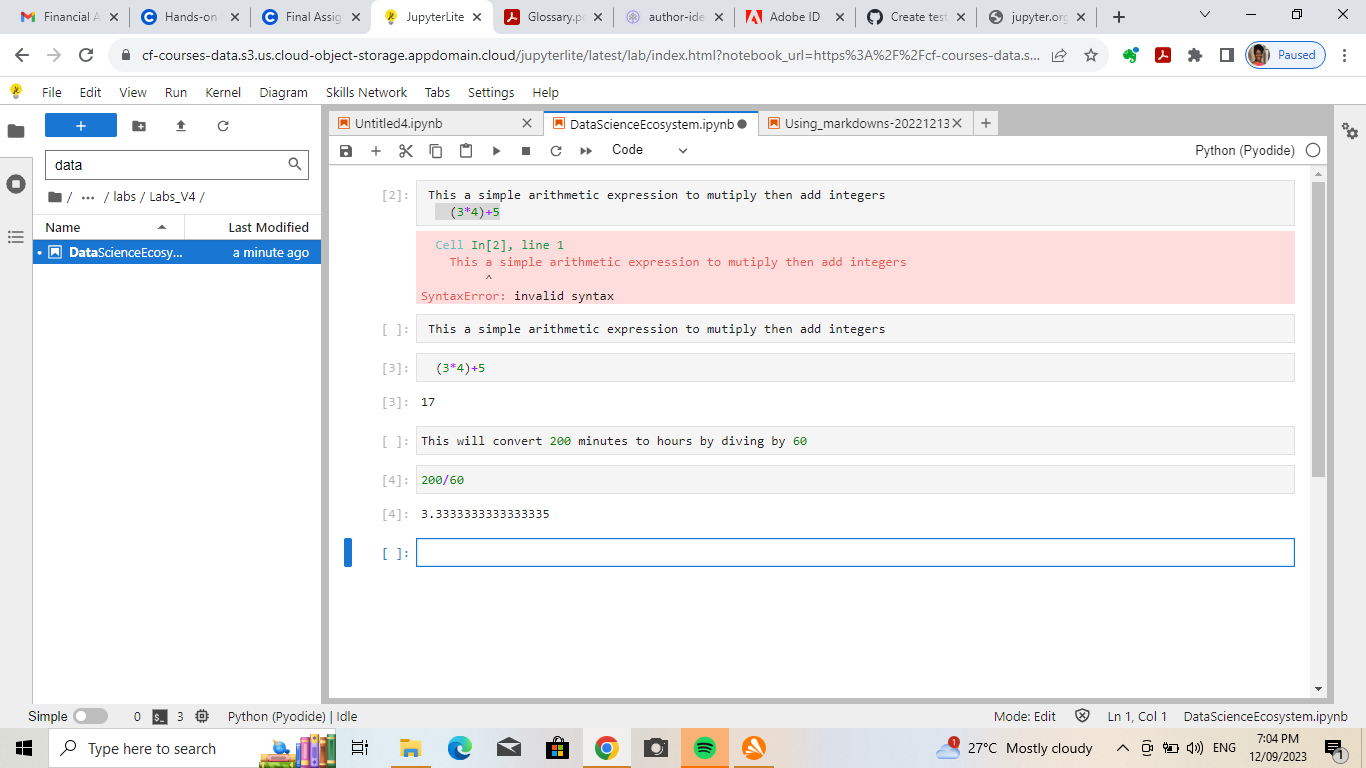 Financial A
Hands-on
Final Assig
JupyterLite
Glossary.p
author-ide
Adobe ID
Create test
jupyter.org
cf-courses-data.s3.us.cloud-object-storage.appdomain.cloud/jupyterlite/latest/lab/index.html?notebook_url=https%3A%2F%2Fcf-courses-data.s...
Paused
File Edit View Run Kernel Diagram Skills Network Tabs Settings Help
Untitled4.ipynb
DataScienceEcosystem.ipynb
Using_markdowns-20221213
data
/ ... / labs / Labs_V4 /
Name Last Modified
DataScienceEcosy... a minute ago
Code
Python (Pyodide)
[2]: This a simple arithmetic expression to mutiply then add integers
(3*4)+5
Cell In[2], line 1
This a simple arithmetic expression to mutiply then add integers
^
SyntaxError: invalid syntax
[ ]: This a simple arithmetic expression to mutiply then add integers
[3]: (3*4)+5
[3]: 17
[ ]: This will convert 200 minutes to hours by diving by 60
[4]: 200/60
[4]: 3.3333333333333335
[ ]:
Simple 0 $_ 3 Python (Pyodide) | Idle Mode: Edit Ln 1, Col 1 DataScienceEcosystem.ipynb
Type here to search
1 27°C Mostly cloudy ENG 7:04 PM
12/09/2023
1